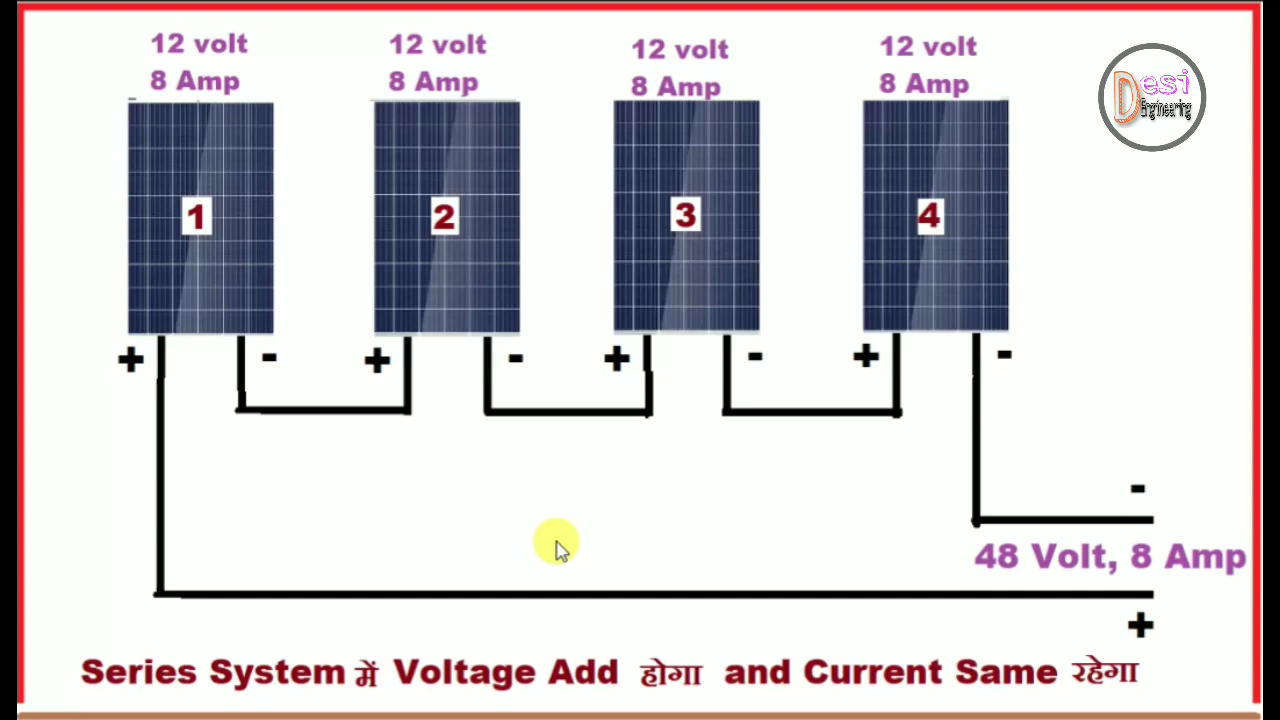 12 volt
8 Amp
12 volt
8 Amp
12 volt
8 Amp
12 volt
8 Amp
Desi
Engineering
1
2
3
4
+ -
+ -
+ -
+ -
-
48 Volt, 8 Amp
+
Series System में Voltage Add होगा and Current Same रहेगा